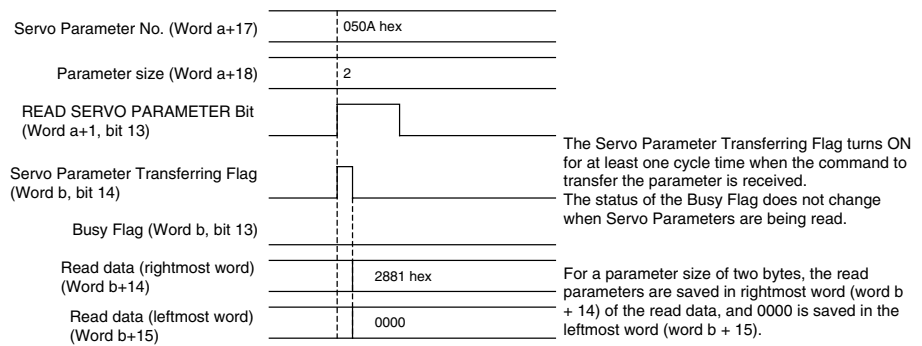 Servo Parameter No. (Word a+17)
050A hex
Parameter size (Word a+18)
2
READ SERVO PARAMETER Bit
(Word a+1, bit 13)
Servo Parameter Transferring Flag
(Word b, bit 14)
Busy Flag (Word b, bit 13)
Read data (rightmost word)
(Word b+14)
2881 hex
Read data (leftmost word)
(Word b+15)
0000
The Servo Parameter Transferring Flag turns ON
for at least one cycle time when the command to
transfer the parameter is received.
The status of the Busy Flag does not change
when Servo Parameters are being read.
For a parameter size of two bytes, the read
parameters are saved in rightmost word (word b
+ 14) of the read data, and 0000 is saved in the
leftmost word (word b + 15).